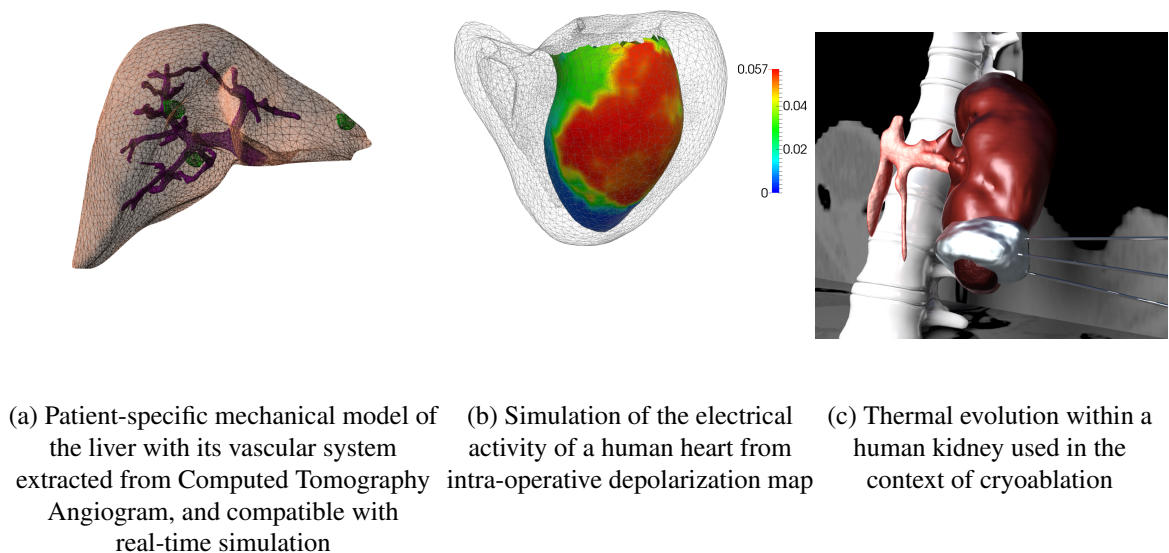 0.057
0.04
0.02
0
(a) Patient-specific mechanical model of
the liver with its vascular system
extracted from Computed Tomography
Angiogram, and compatible with
real-time simulation
(b) Simulation of the electrical
activity of a human heart from
intra-operative depolarization map
(c) Thermal evolution within a
human kidney used in the
context of cryoablation